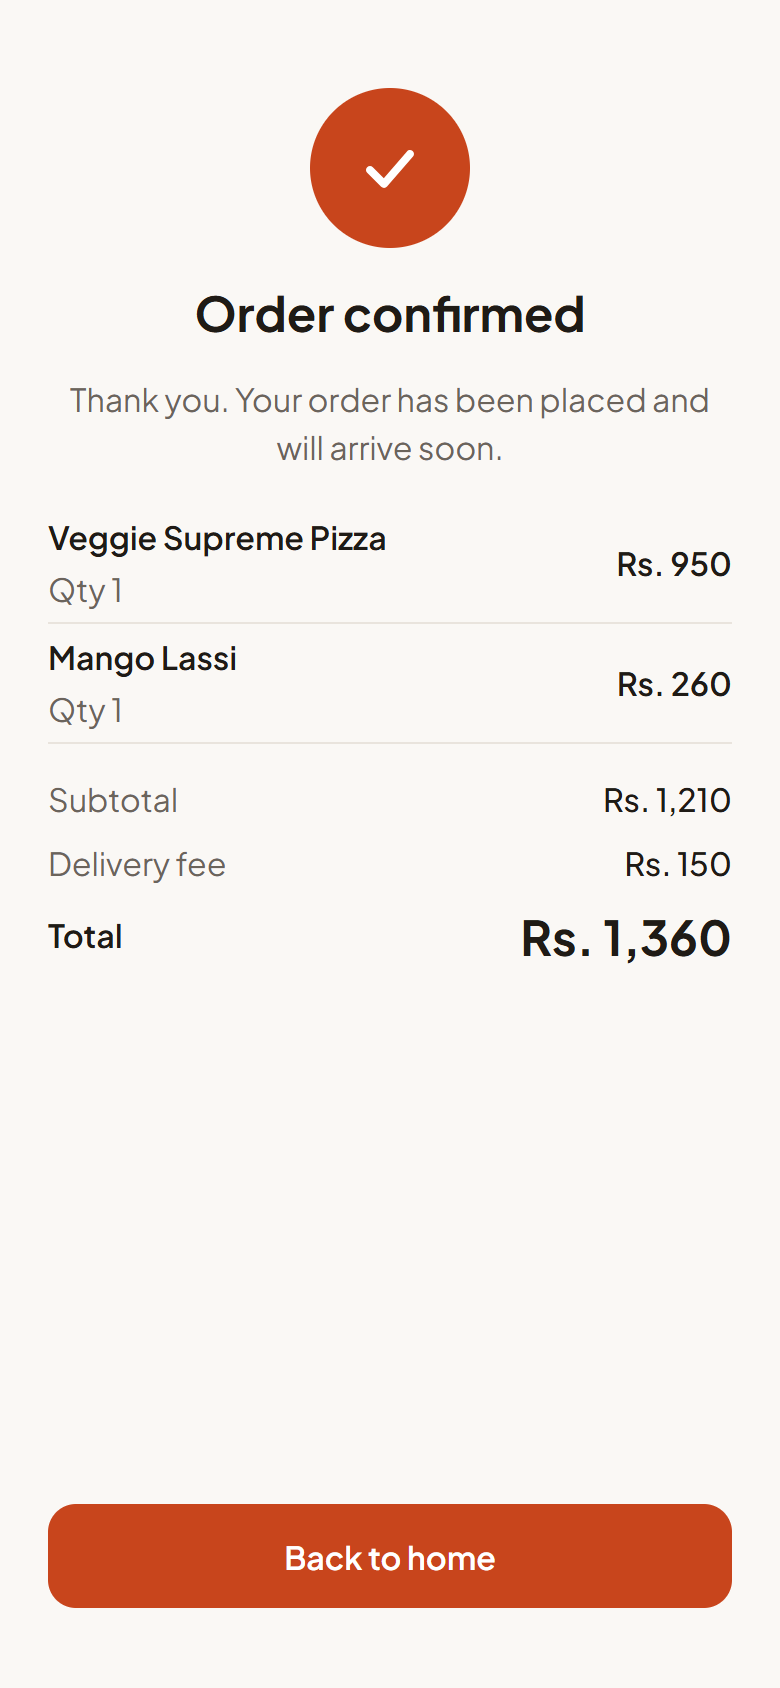 Order confirmed
Thank you. Your order has been placed and
will arrive soon.
Veggie Supreme Pizza
Qty 1
Rs. 950
Mango Lassi
Qty 1
Rs. 260
Subtotal Rs. 1,210
Delivery fee Rs. 150
Total Rs. 1,360
Back to home